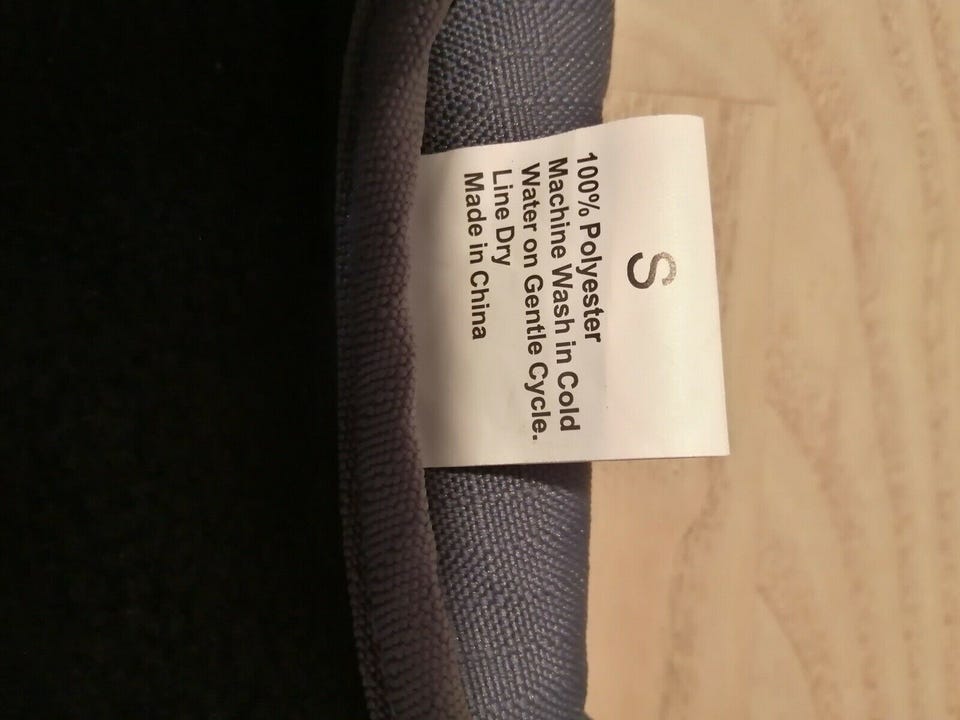 S
100% Polyester
Machine Wash in Cold
Water on Gentle Cycle.
Line Dry
Made in China